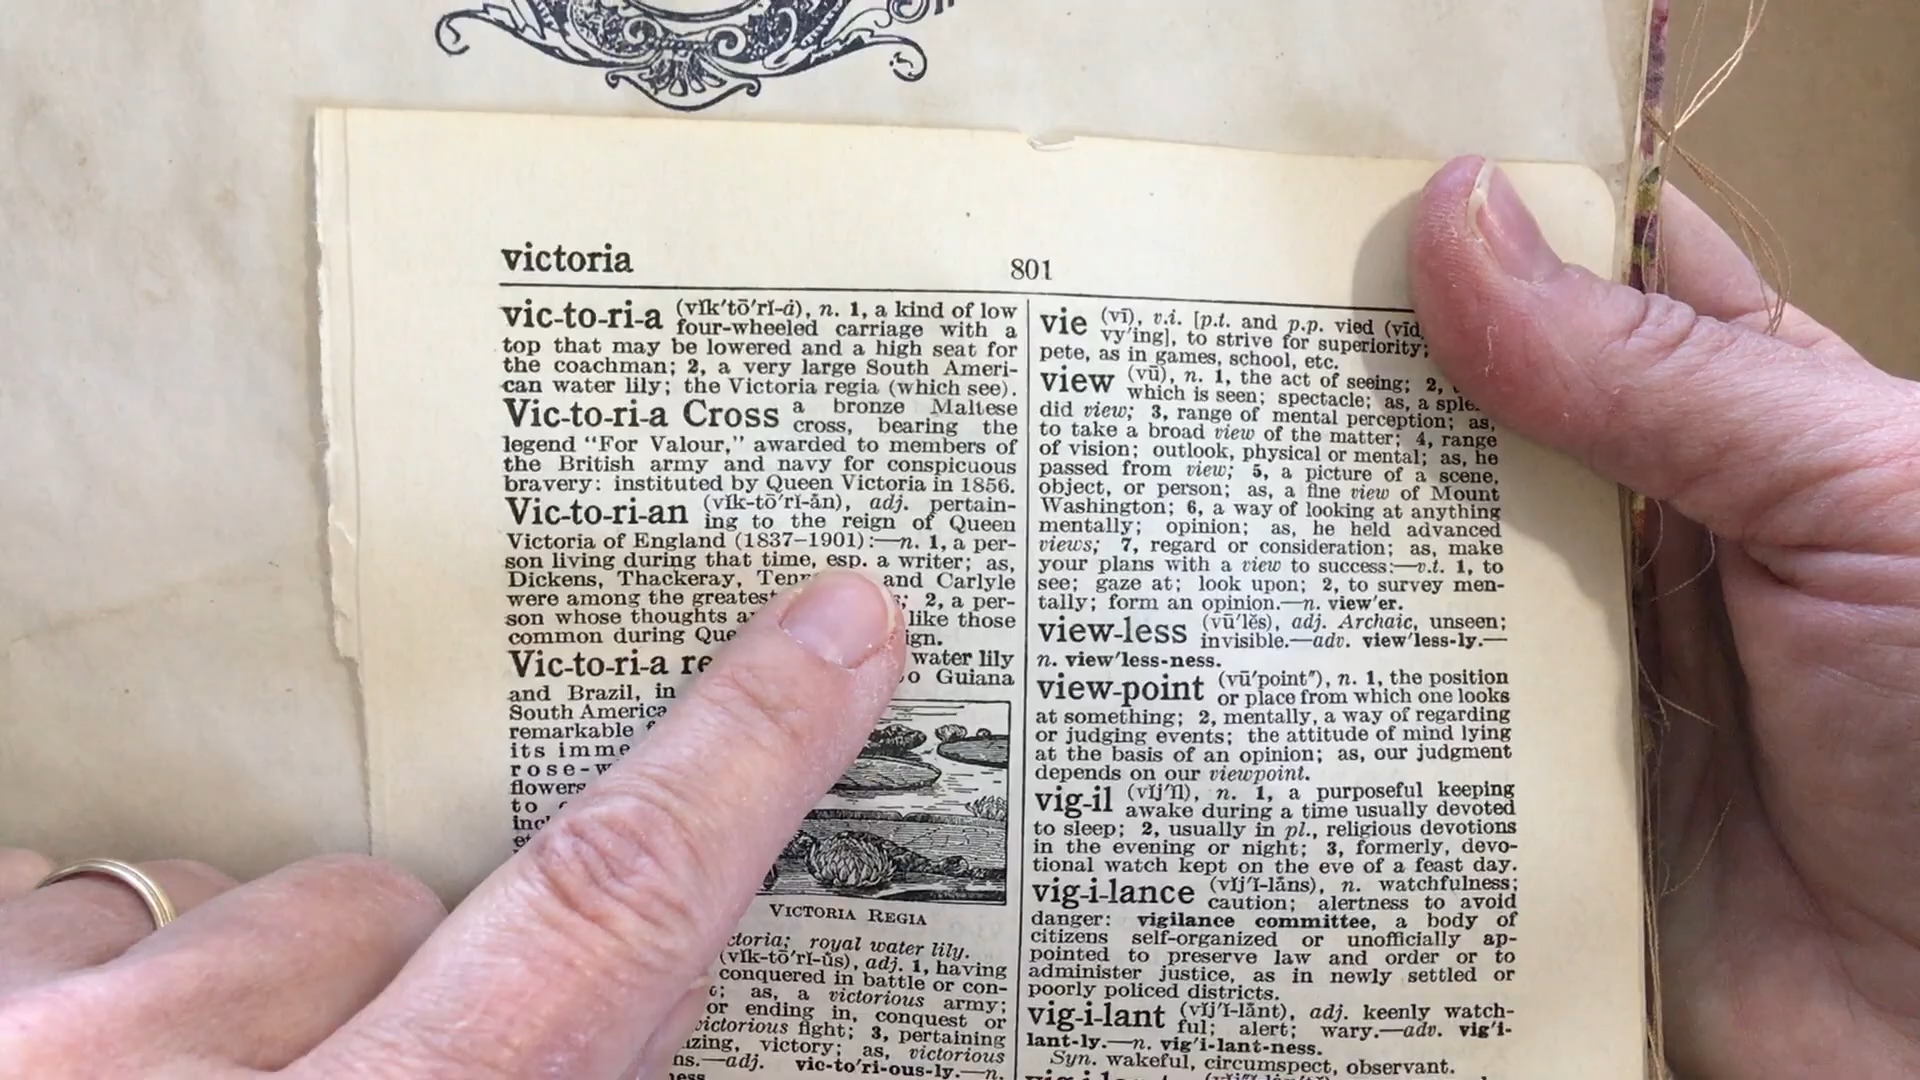 victoria
801
vic-to-ri-a (vĭk'tō'rĭ-ȧ), n. 1, a kind of low
four-wheeled carriage with a
top that may be lowered and a high seat for
the coachman; 2, a very large South Ameri-
can water lily; the Victoria regia (which see).
Vic-to-ri-a Cross a bronze Maltese
cross, bearing the
legend "For Valour," awarded to members of
the British army and navy for conspicuous
bravery: instituted by Queen Victoria in 1856.
Vic-to-ri-an (vĭk-tō'rĭ-ăn), adj. pertain-
ing to the reign of Queen
Victoria of England (1837–1901):—n. 1, a per-
son living during that time, esp. a writer; as,
Dickens, Thackeray, and Carlyle
were among the greatest 2, a per-
son whose thoughts like those
common during
Vic-to-ri-a water lily
Guiana
and Brazil, in
South America
remarkable
its
flowers
to
VICTORIA REGIA
royal water lily.
(vĭk-tō'rĭ-ŭs), adj. 1, having
conquered in battle or con-
as, a victorious army;
or ending in, conquest or
victorious fight; 3, pertaining
victory; as, victorious
—adj. vic-to'ri-ous-ly.—n.
vie (vī), v.i. [p.t. and p.p. vied
vy'ing], to strive for superiority;
pete, as in games, school, etc.
view (vū), n. 1, the act of seeing; 2,
which is seen; spectacle; as, a
did view; 3, range of mental perception; as,
to take a broad view of the matter; 4, range
of vision; outlook, physical or mental; as, he
passed from view; 5, a picture of a scene,
object, or person; as, a fine view of Mount
Washington; 6, a way of looking at anything
mentally; opinion; as, he held advanced
views; 7, regard or consideration; as, make
your plans with a view to success:—v.t. 1, to
see; gaze at; look upon; 2, to survey men-
tally; form an opinion.—n. view'er.
view-less (vū'lĕs), adj. Archaic, unseen;
invisible.—adv. view'less-ly.—
n. view'less-ness.
view-point (vū'point"), n. 1, the position
or place from which one looks
at something; 2, mentally, a way of regarding
or judging events; the attitude of mind lying
at the basis of an opinion; as, our judgment
depends on our viewpoint.
vig-il (vĭj'ĭl), n. 1, a purposeful keeping
awake during a time usually devoted
to sleep; 2, usually in pl., religious devotions
in the evening or night; 3, formerly, devo-
tional watch kept on the eve of a feast day.
vig-i-lance (vĭj'ĭ-lăns), n. watchfulness;
caution; alertness to avoid
danger: vigilance committee, a body of
citizens self-organized or unofficially ap-
pointed to preserve law and order or to
administer justice, as in newly settled or
poorly policed districts.
vig-i-lant (vĭj'ĭ-lănt), adj. keenly watch-
ful; alert; wary.—adv. vig'i-
lant-ly.—n. vig'i-lant-ness.
Syn. wakeful, circumspect, observant.